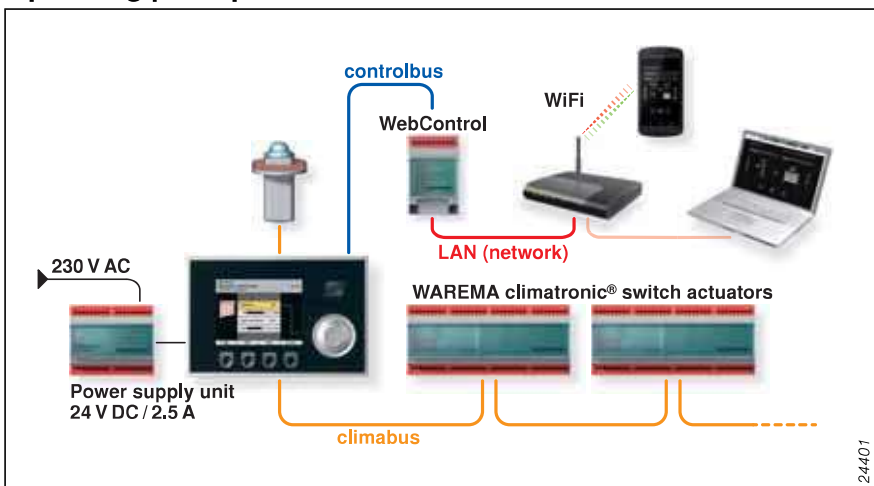 controlbus
WiFi
WebControl
LAN (network)
230 V AC
WAREMA climatronic® switch actuators
Power supply unit
24 V DC / 2.5 A
climabus
24401